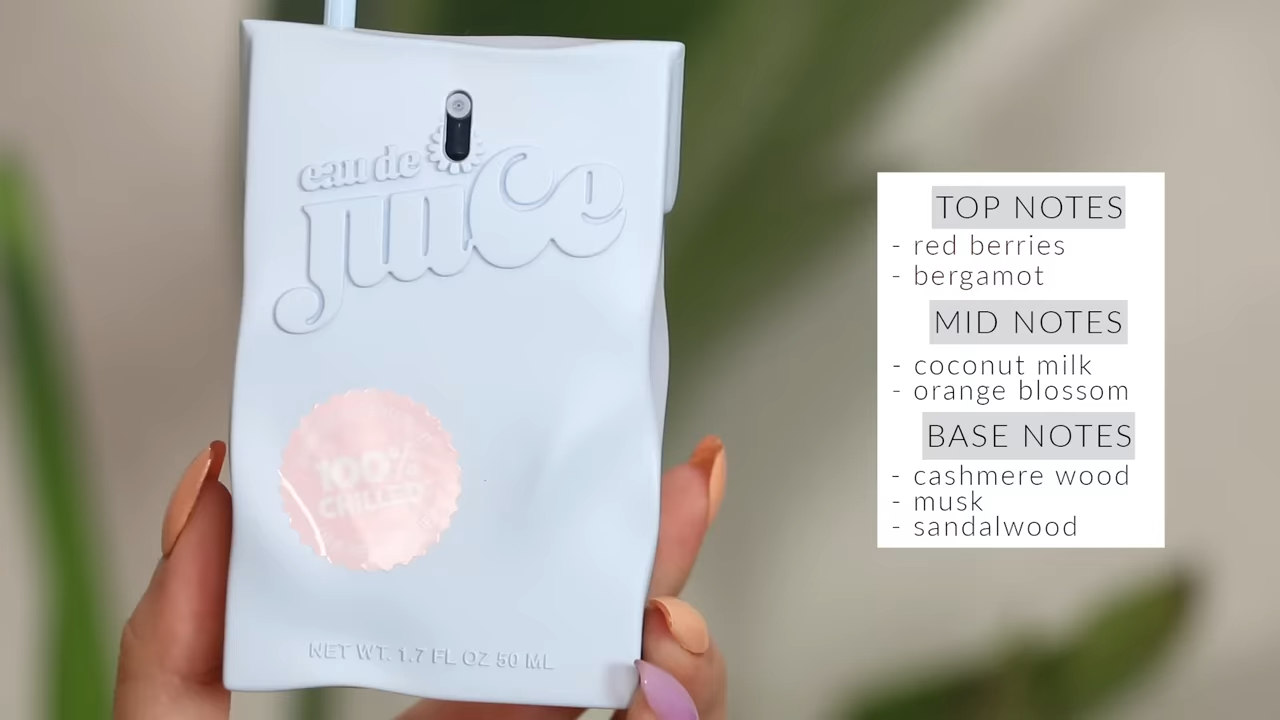 eau de
juice
100%
CHILLED
NET WT. 1.7 FL OZ 50 ML
TOP NOTES
- red berries
- bergamot
MID NOTES
- coconut milk
- orange blossom
BASE NOTES
- cashmere wood
- musk
- sandalwood